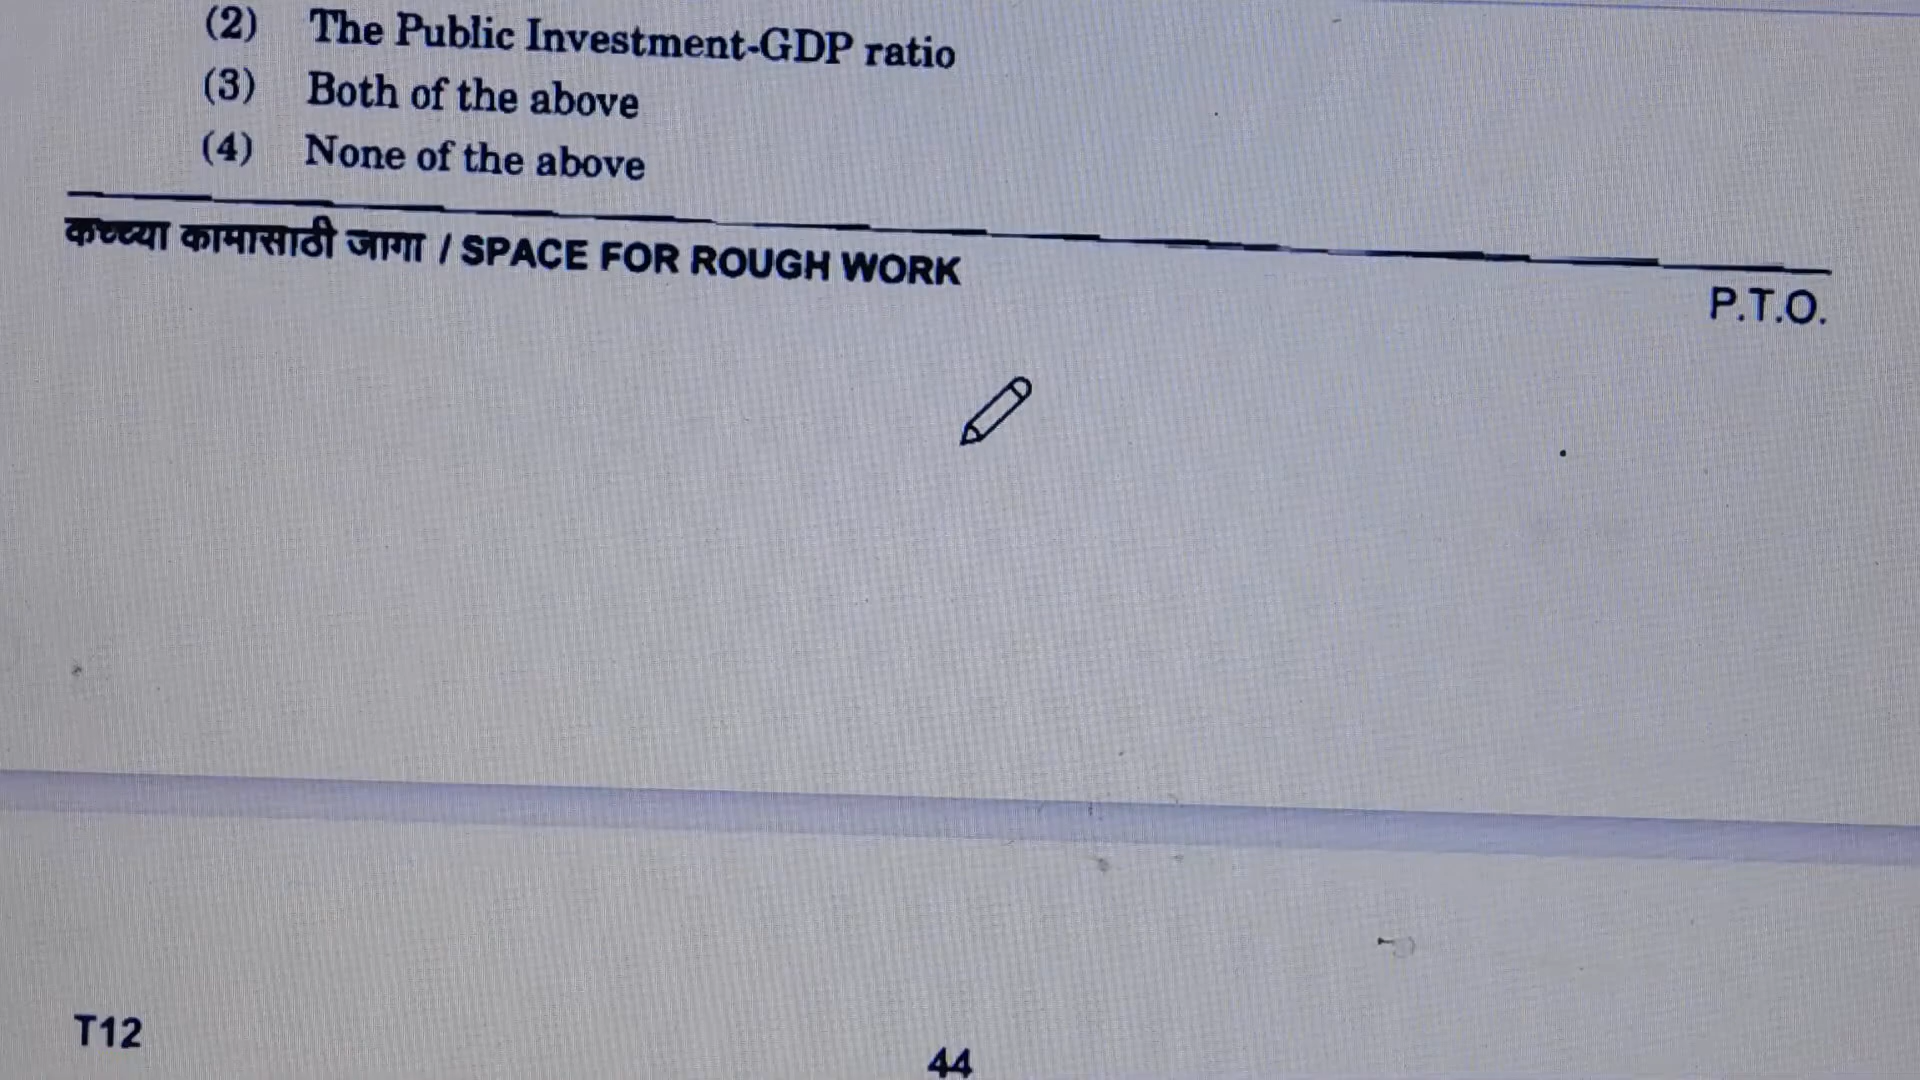 (2) The Public Investment-GDP ratio
(3) Both of the above
(4) None of the above
कच्च्या कामासाठी जागा / SPACE FOR ROUGH WORK
P.T.O.
T12
44